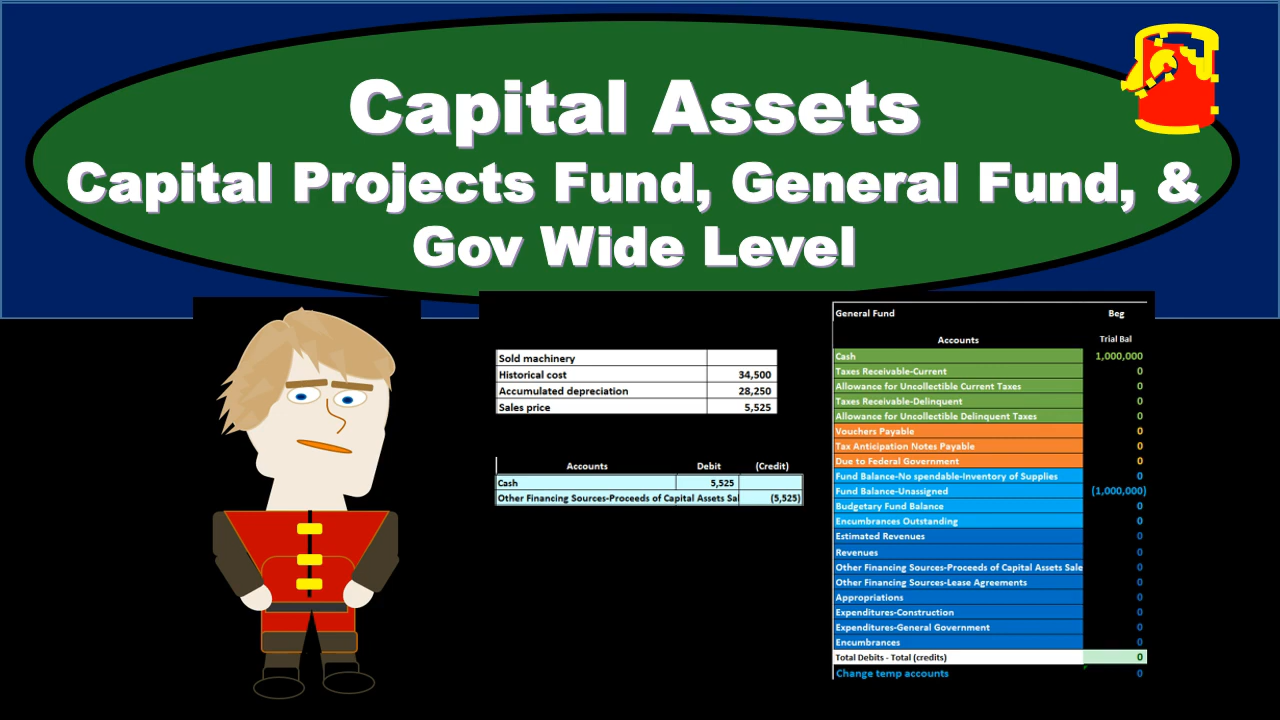 Capital Assets
Capital Projects Fund, General Fund, &
Gov Wide Level
Sold machinery
Historical cost 34,500
Accumulated depreciation 28,250
Sales price 5,525
Accounts Debit (Credit)
Cash 5,525
Other Financing Sources-Proceeds of Capital Assets Sal (5,525)
General Fund Beg
Accounts Trial Bal
Cash 1,000,000
Taxes Receivable-Current 0
Allowance for Uncollectible Current Taxes 0
Taxes Receivable-Delinquent 0
Allowance for Uncollectible Delinquent Taxes 0
Vouchers Payable 0
Tax Anticipation Notes Payable 0
Due to Federal Government 0
Fund Balance-No spendable-Inventory of Supplies 0
Fund Balance-Unassigned (1,000,000)
Budgetary Fund Balance 0
Encumbrances Outstanding 0
Estimated Revenues 0
Revenues 0
Other Financing Sources-Proceeds of Capital Assets Sale 0
Other Financing Sources-Lease Agreements 0
Appropriations 0
Expenditures-Construction 0
Expenditures-General Government 0
Encumbrances 0
Total Debits - Total (credits) 0
Change temp accounts 0